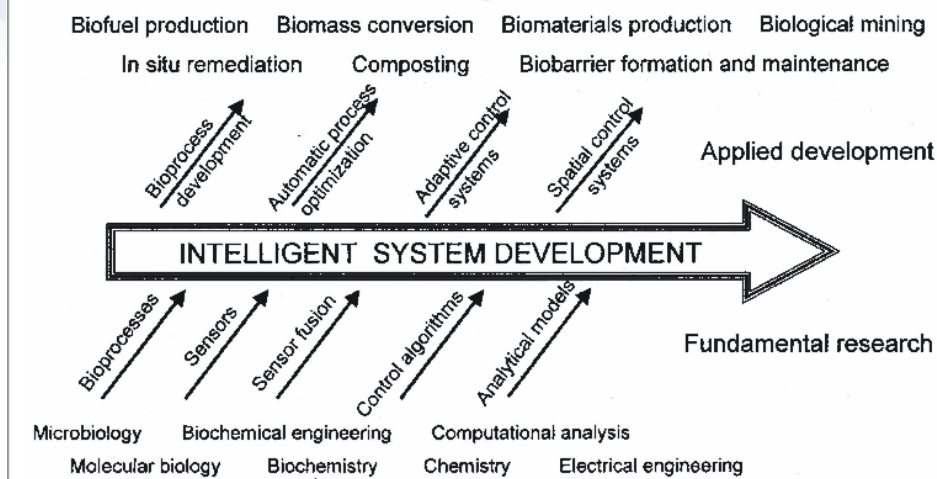 Biofuel production Biomass conversion Biomaterials production Biological mining
In situ remediation Composting Biobarrier formation and maintenance
Bioprocess
development
Automatic process
optimization
Adaptive control
systems
Spatial control
systems
Applied development
INTELLIGENT SYSTEM DEVELOPMENT
Bioprocesses
Sensors
Sensor fusion
Control algorithms
Analytical models
Fundamental research
Microbiology Biochemical engineering Computational analysis
Molecular biology Biochemistry Chemistry Electrical engineering